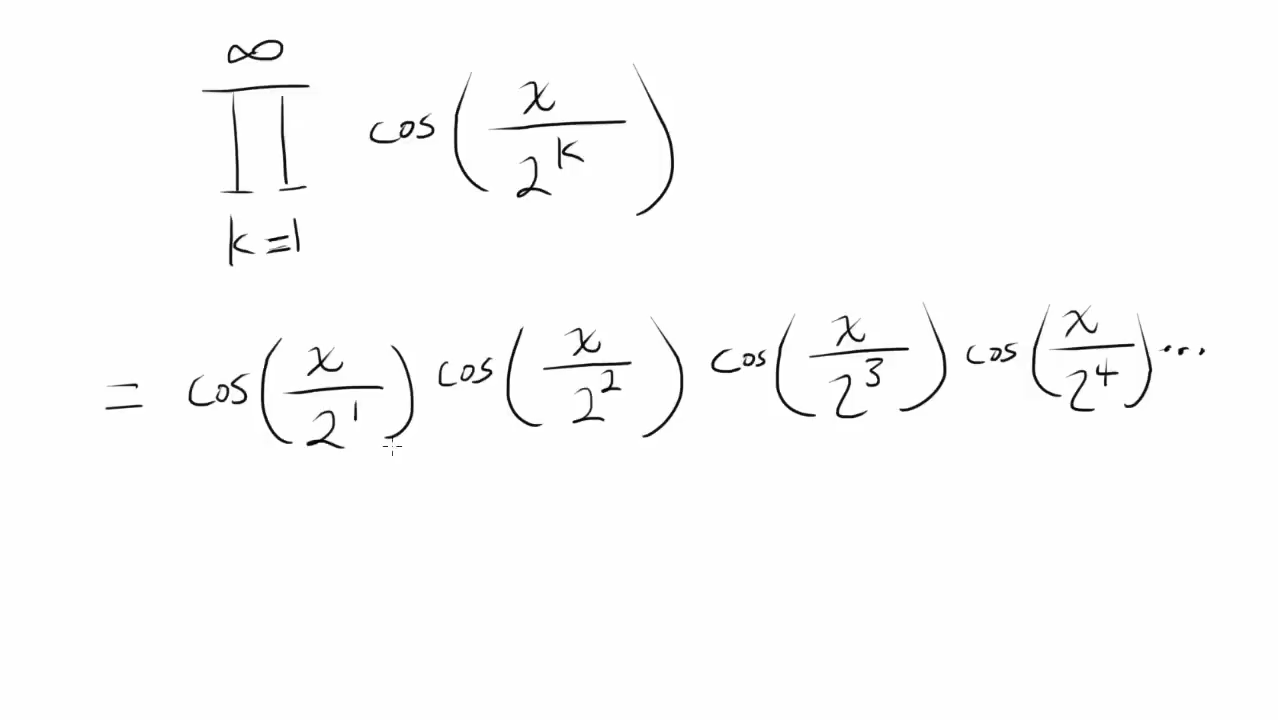 ∞
∏ cos(x/2^k)
k=1
= cos(x/2^1) cos(x/2^2) cos(x/2^3) cos(x/2^4)...